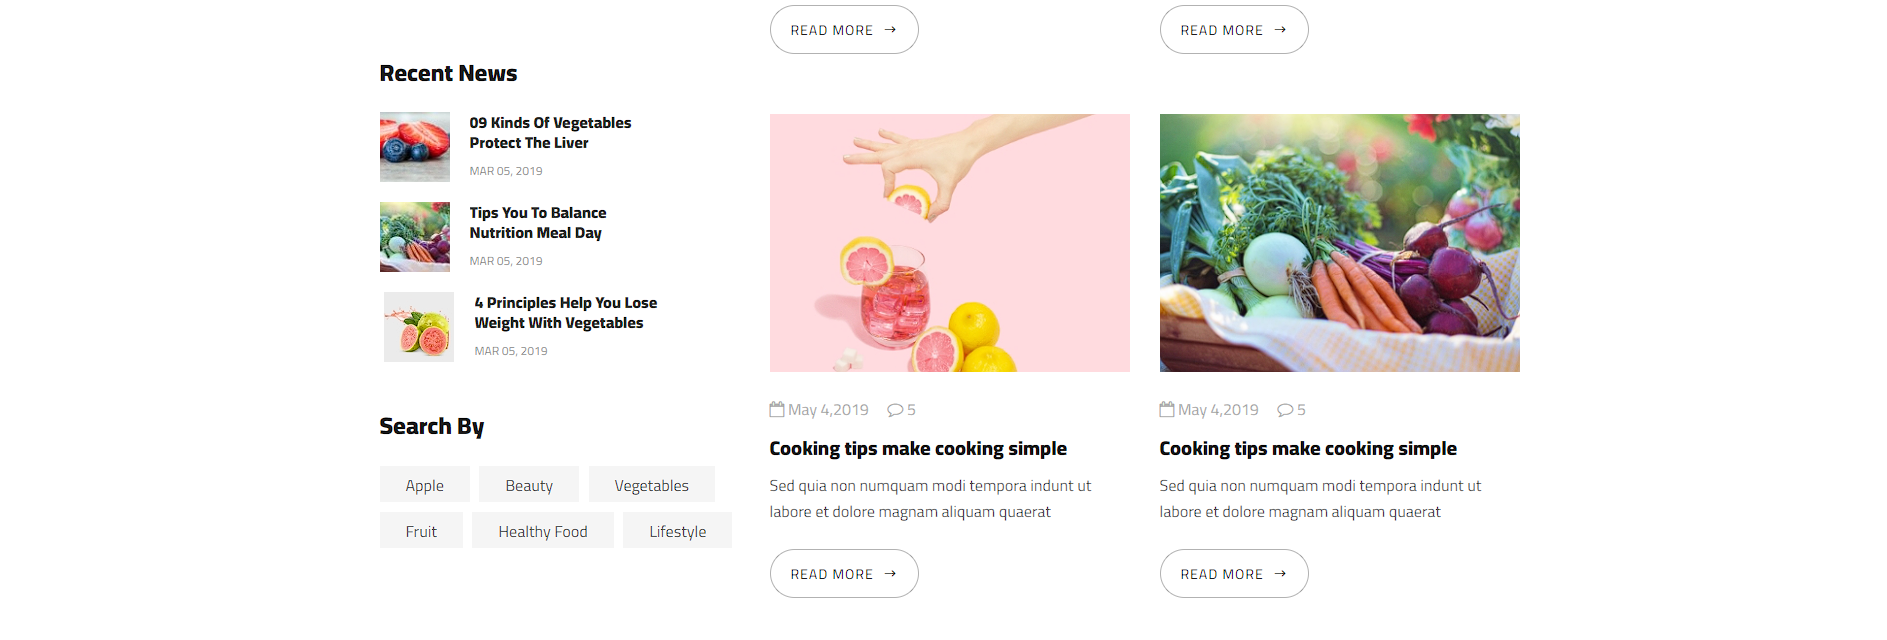 READ MORE →
READ MORE →
Recent News
09 Kinds Of Vegetables
Protect The Liver
MAR 05, 2019
Tips You To Balance
Nutrition Meal Day
MAR 05, 2019
4 Principles Help You Lose
Weight With Vegetables
MAR 05, 2019
Search By
Apple
Beauty
Vegetables
Fruit
Healthy Food
Lifestyle
May 4,2019 5
Cooking tips make cooking simple
Sed quia non numquam modi tempora indunt ut
labore et dolore magnam aliquam quaerat
READ MORE →
May 4,2019 5
Cooking tips make cooking simple
Sed quia non numquam modi tempora indunt ut
labore et dolore magnam aliquam quaerat
READ MORE →